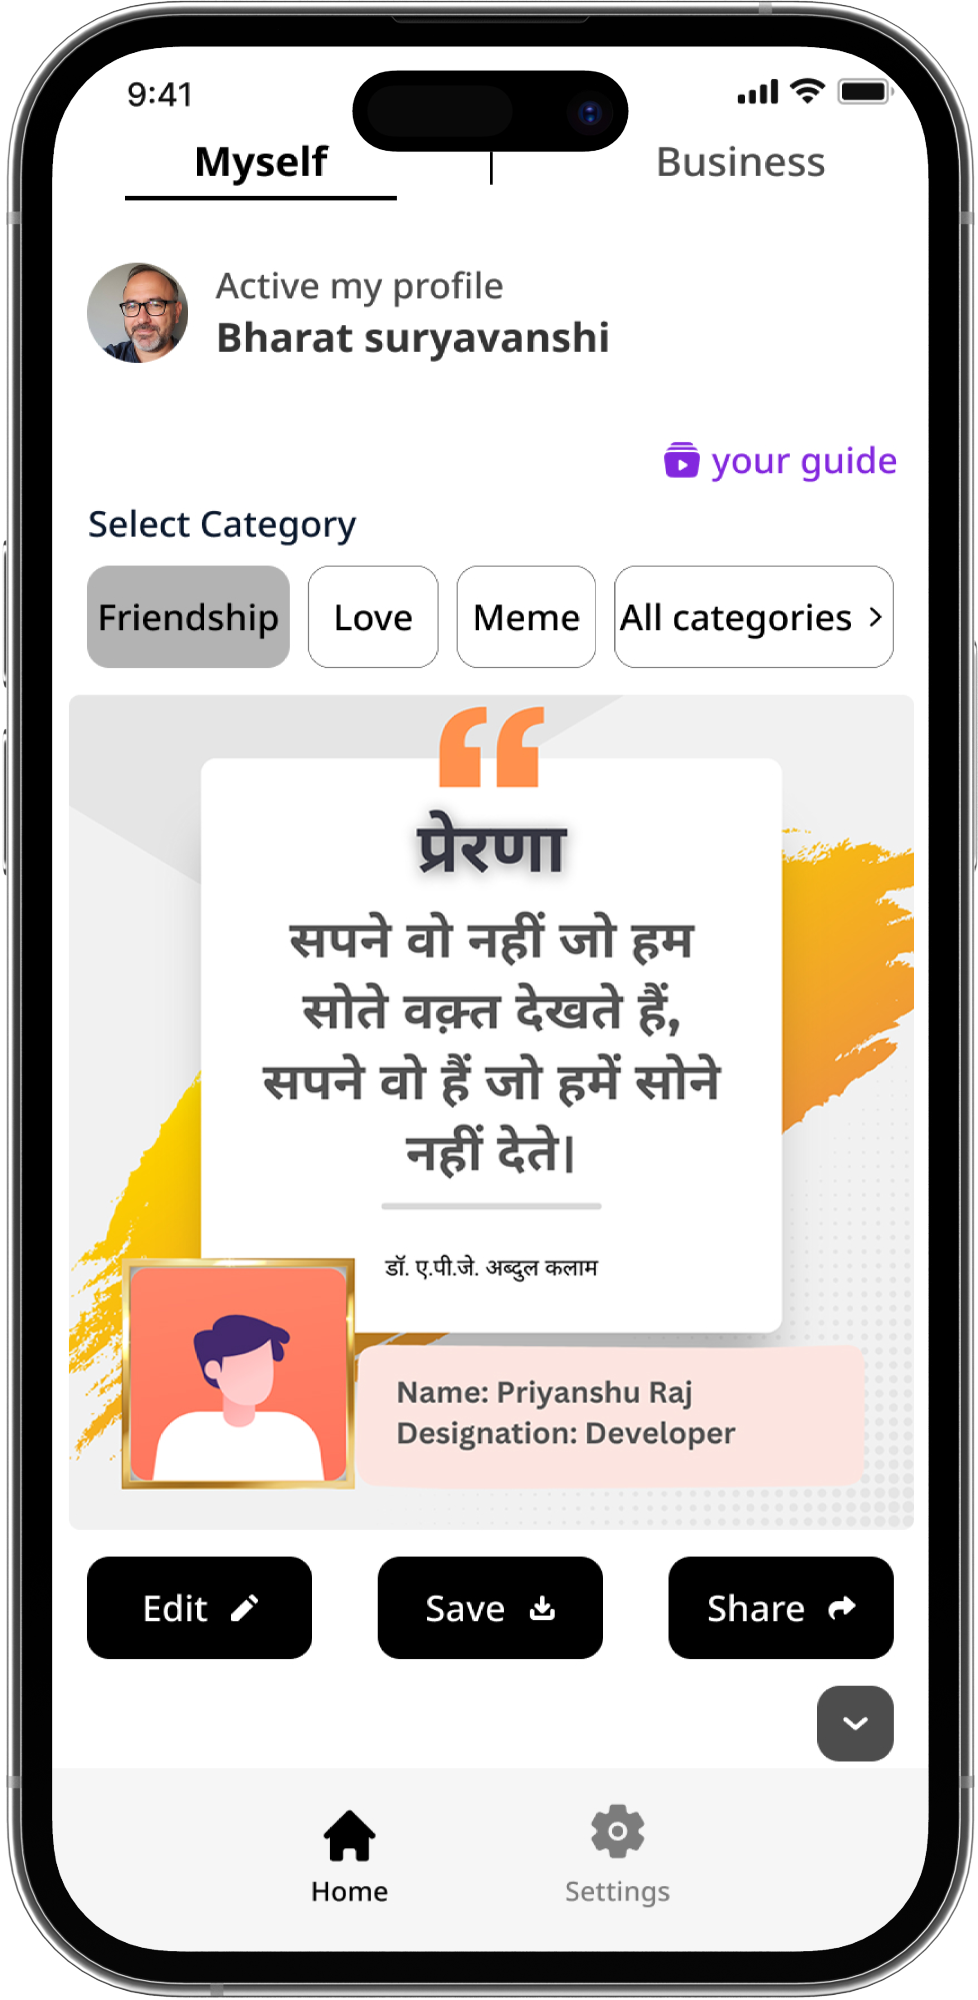 9:41
Myself
Business
Active my profile
Bharat suryavanshi
your guide
Select Category
Friendship
Love
Meme
All categories >
प्रेरणा
सपने वो नहीं जो हम
सोते वक़्त देखते हैं,
सपने वो हैं जो हमें सोने
नहीं देते।
डॉ. ए.पी.जे. अब्दुल कलाम
Name: Priyanshu Raj
Designation: Developer
Edit
Save
Share
Home
Settings